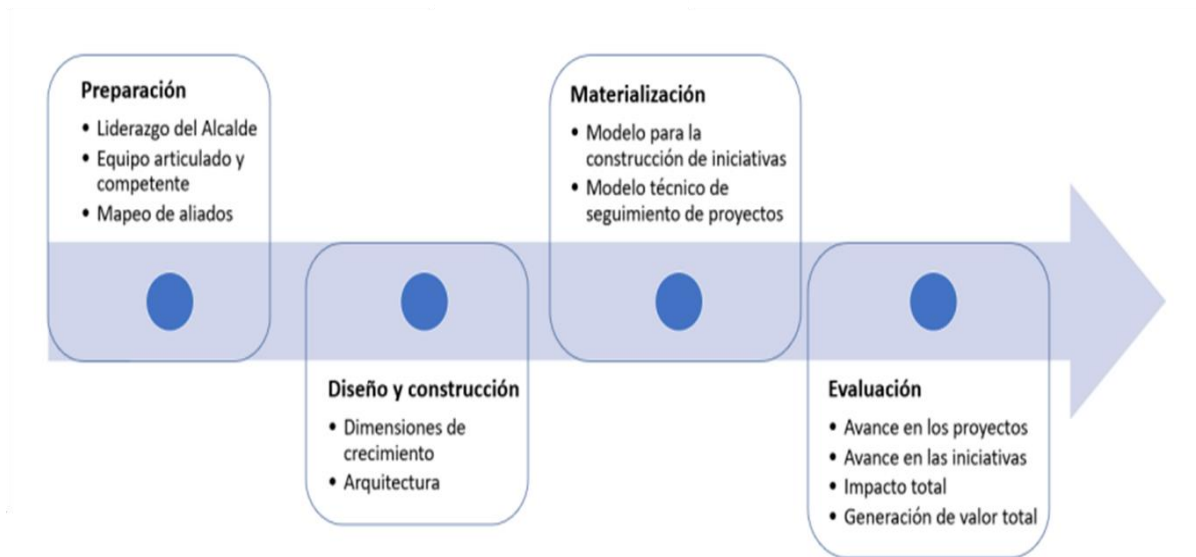 Preparación
• Liderazgo del Alcalde
• Equipo articulado y
competente
• Mapeo de aliados
Diseño y construcción
• Dimensiones de
crecimiento
• Arquitectura
Materialización
• Modelo para la
construcción de iniciativas
• Modelo técnico de
seguimiento de proyectos
Evaluación
• Avance en los proyectos
• Avance en las iniciativas
• Impacto total
• Generación de valor total